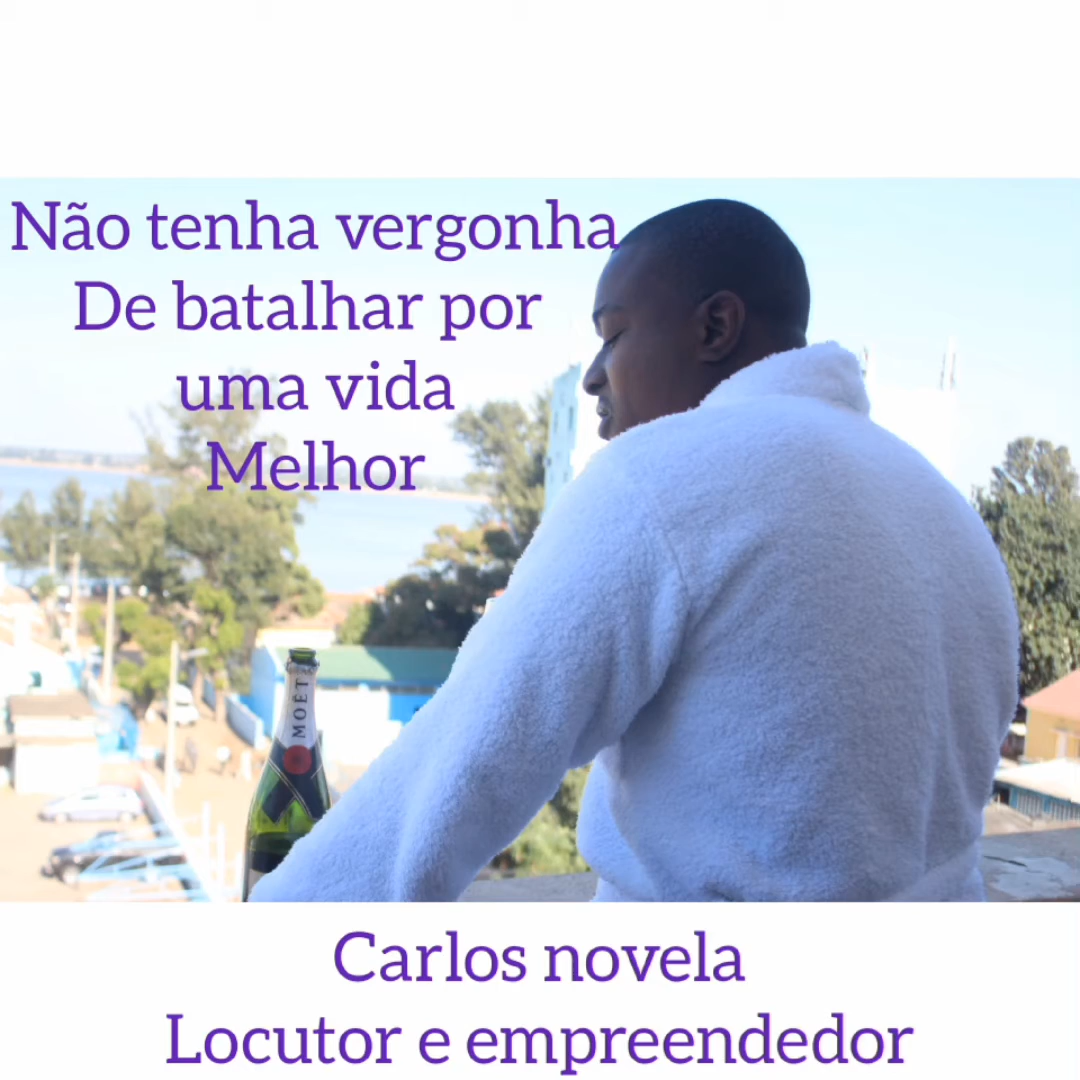 Não tenha vergonha
De batalhar por
uma vida
Melhor
MOËT
Carlos novela
Locutor e empreendedor